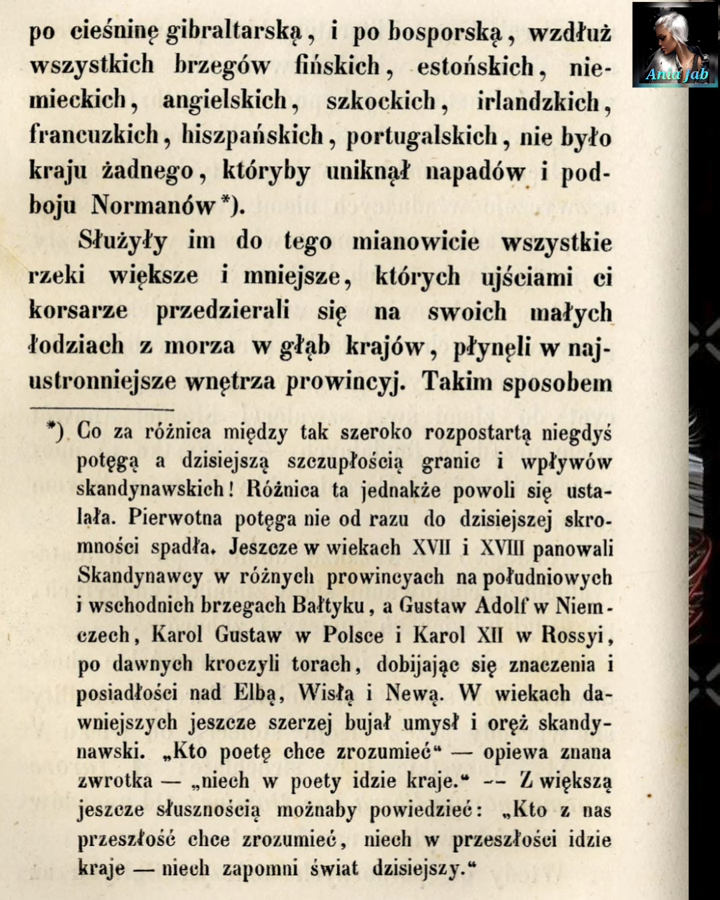 po cieśninę gibraltarską, i po bosporską, wzdłuż
wszystkich brzegów fińskich, estońskich, nie-
mieckich, angielskich, szkockich, irlandzkich,
francuzkich, hiszpańskich, portugalskich, nie było
kraju żadnego, któryby uniknął napadów i pod-
boju Normanów*).
Służyły im do tego mianowicie wszystkie
rzeki większe i mniejsze, których ujściami ci
korsarze przedzierali się na swoich małych
łodziach z morza w głąb krajów, płynęli w naj-
ustronniejsze wnętrza prowincyj. Takim sposobem
*) Co za różnica między tak szeroko rozpostartą niegdyś
potęgą a dzisiejszą szczupłością granic i wpływów
skandynawskich! Różnica ta jednakże powoli się usta-
lała. Pierwotna potęga nie od razu do dzisiejszej skro-
mności spadła. Jeszcze w wiekach XVII i XVIII panowali
Skandynawcy w różnych prowincyach na południowych
i wschodnich brzegach Bałtyku, a Gustaw Adolf w Niem-
czech, Karol Gustaw w Polsce i Karol XII w Rossyi,
po dawnych kroczyli torach, dobijając się znaczenia i
posiadłości nad Elbą, Wisłą i Newą. W wiekach da-
wniejszych jeszcze szerzej bujał umysł i oręż skandy-
nawski. „Kto poetę chce zrozumieć“ — opiewa znana
zwrotka — „niech w poety idzie kraje.“ — Z większą
jeszcze słusznością możnaby powiedzieć: „Kto z nas
przeszłość chce zrozumieć, niech w przeszłości idzie
kraje — niech zapomni świat dzisiejszy.“
Ania jab